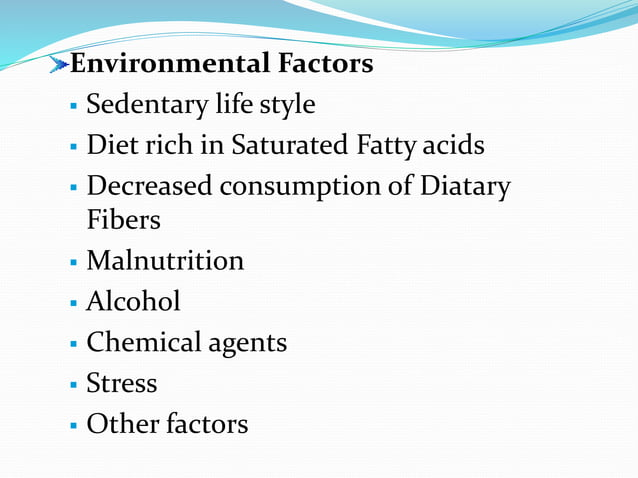 Environmental Factors
Sedentary life style
Diet rich in Saturated Fatty acids
Decreased consumption of Diatary
Fibers
Malnutrition
Alcohol
Chemical agents
Stress
Other factors